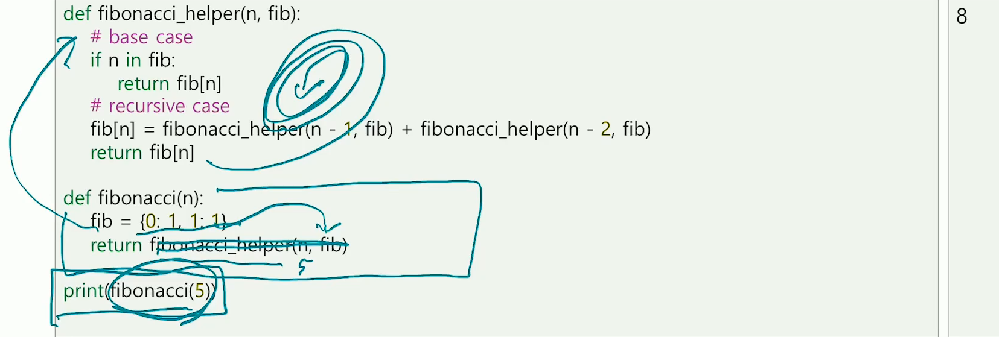 def fibonacci_helper(n, fib):
# base case
if n in fib:
return fib[n]
# recursive case
fib[n] = fibonacci_helper(n - 1, fib) + fibonacci_helper(n - 2, fib)
return fib[n]
def fibonacci(n):
fib = {0: 1, 1: 1}
return fibonacci_helper(n, fib)
5
print(fibonacci(5))
8